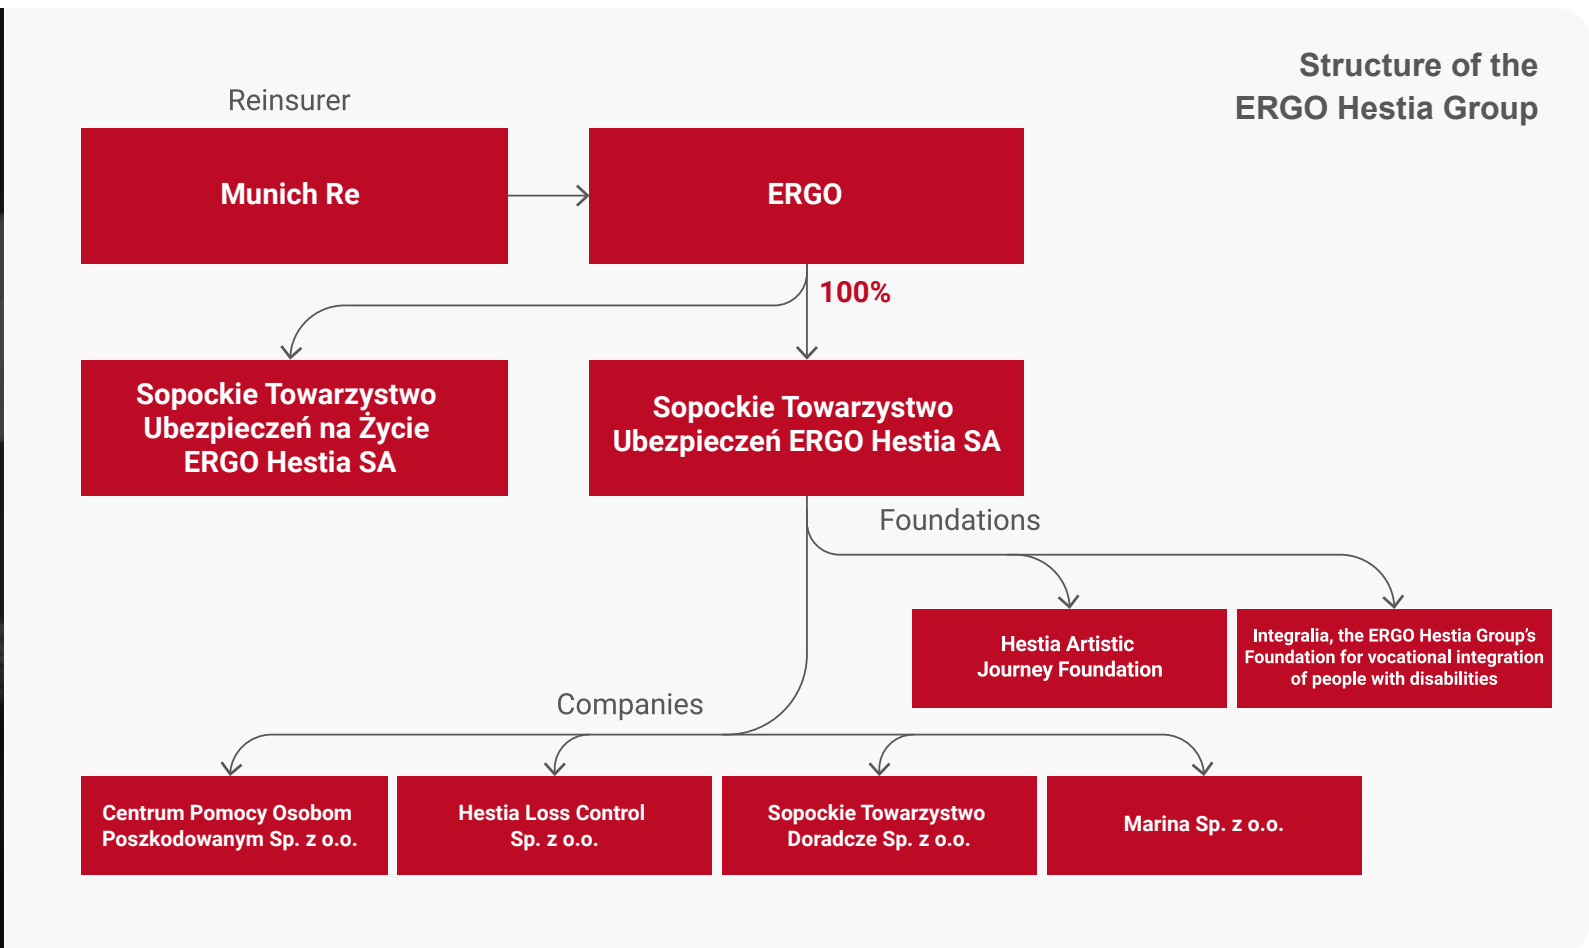 Structure of the
ERGO Hestia Group
Reinsurer
Munich Re
ERGO
100%
Sopockie Towarzystwo
Ubezpieczeń na Życie
ERGO Hestia SA
Sopockie Towarzystwo
Ubezpieczeń ERGO Hestia SA
Foundations
Hestia Artistic
Journey Foundation
Integralia, the ERGO Hestia Group's
Foundation for vocational integration
of people with disabilities
Companies
Centrum Pomocy Osobom
Poszkodowanym Sp. z o.o.
Hestia Loss Control
Sp. z o.o.
Sopockie Towarzystwo
Doradcze Sp. z o.o.
Marina Sp. z o.o.